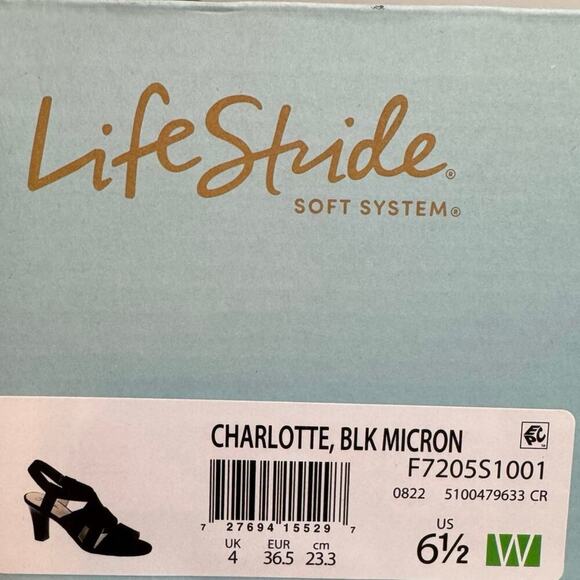 LifeStride®
SOFT SYSTEM®
CHARLOTTE, BLK MICRON
F7205S1001
0822 5100479633 CR
7 27694 15529 7
UK EUR cm US
4 36.5 23.3 6½ W